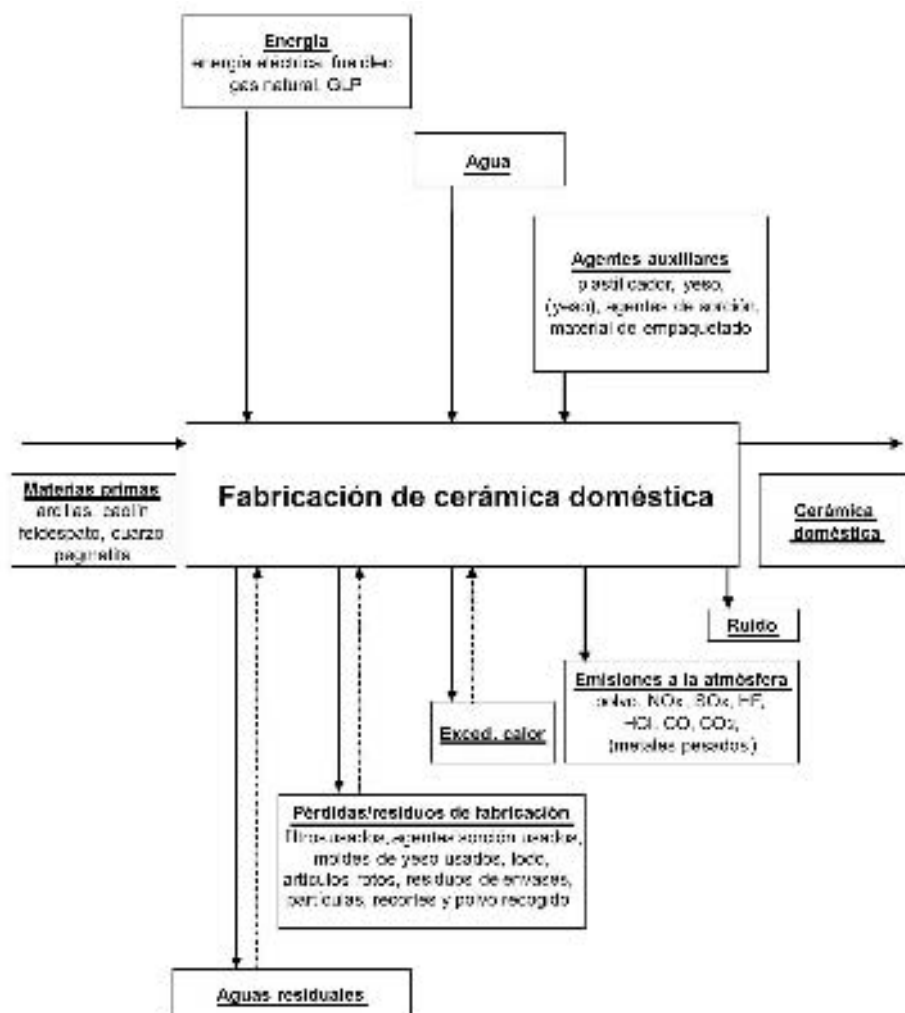 Energía
energía eléctrica, fuelóleo
gas natural, GLP
Agua
Agentes auxiliares
plastificador, yeso,
(yeso), agentes de sorción,
material de empaquetado
Materias primas
arcillas, caolín
feldespato, cuarzo
pegmatita
Fabricación de cerámica doméstica
Cerámica
doméstica
Ruido
Emisiones a la atmósfera
polvo, NOx, SOx, HF,
HCl, CO, CO₂,
(metales pesados)
Exced. calor
Pérdidas/residuos de fabricación
filtros usados, agentes sorción usados,
moldes de yeso usados, lodo,
artículos rotos, residuos de envases,
partículas, recortes y polvo recogido
Aguas residuales